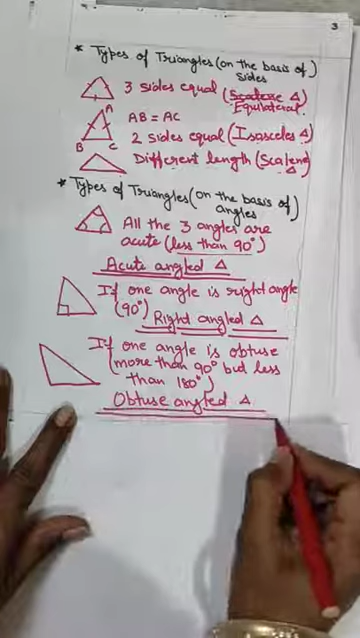 3
* Types of Triangles (on the basis of)
sides
3 sides equal (Scalene Δ)
Equilateral
A
AB = AC
2 sides equal (Isosceles Δ)
B C
Different length (Scalene
Δ)
* Types of Triangles (on the basis of)
angles
All the 3 angles are
acute (less than 90°)
Acute angled Δ
If one angle is right angle
(90°)
Right angled Δ
If one angle is obtuse
(more than 90° but less
than 180°)
Obtuse angled Δ